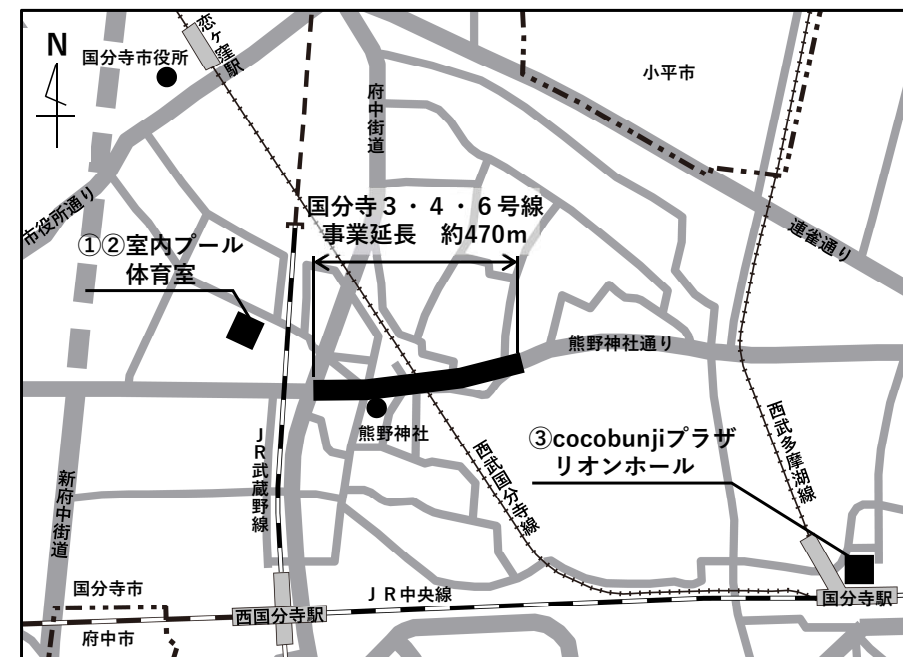 N
国分寺市役所
恋ヶ窪駅
小平市
府中街道
市役所通り
国分寺3・4・6号線
事業延長 約470m
連雀通り
①②室内プール
体育室
熊野神社通り
熊野神社
西武国分寺線
③cocobunjiプラザ
リオンホール
西武多摩湖線
JR武蔵野線
新府中街道
国分寺市
府中市
西国分寺駅
JR中央線
国分寺駅